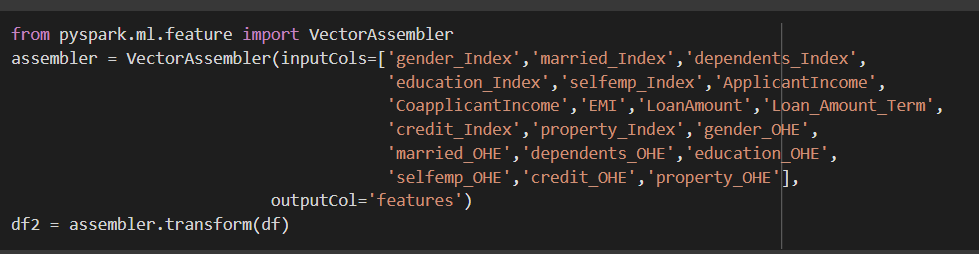 from pyspark.ml.feature import VectorAssembler
assembler = VectorAssembler(inputCols=['gender_Index','married_Index','dependents_Index',
'education_Index','selfemp_Index','ApplicantIncome',
'CoapplicantIncome','EMI','LoanAmount','Loan_Amount_Term',
'credit_Index','property_Index','gender_OHE',
'married_OHE','dependents_OHE','education_OHE',
'selfemp_OHE','credit_OHE','property_OHE'],
outputCol='features')
df2 = assembler.transform(df)